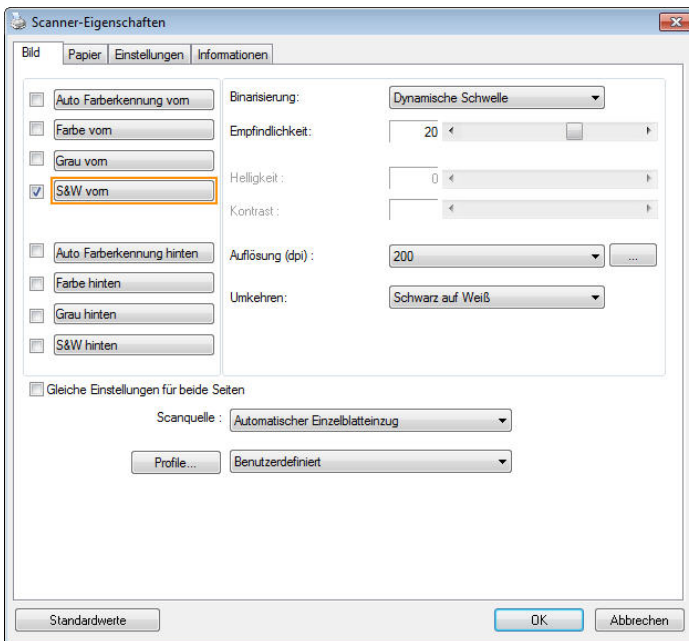 Scanner-Eigenschaften
Bild Papier Einstellungen Informationen
Auto Farberkennung vorn
Farbe vorn
Grau vorn
S&W vorn
Auto Farberkennung hinten
Farbe hinten
Grau hinten
S&W hinten
Binarisierung: Dynamische Schwelle
Empfindlichkeit: 20
Helligkeit : 0
Kontrast :
Auflösung (dpi) : 200 ...
Umkehren: Schwarz auf Weiß
Gleiche Einstellungen für beide Seiten
Scanquelle : Automatischer Einzelblatteinzug
Profile... Benutzerdefiniert
Standardwerte OK Abbrechen